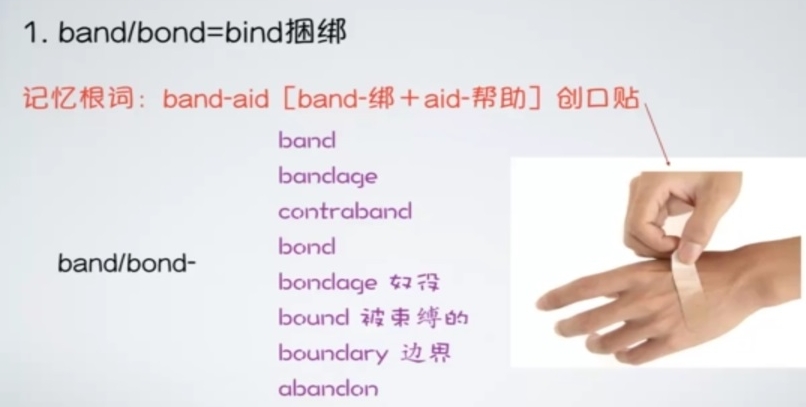 1. band/bond=bind捆绑
记忆根词：band-aid［band-绑＋aid-帮助］创口贴
band
bandage
contraband
band/bond-
bond
bondage 奴役
bound 被束缚的
boundary 边界
abandon